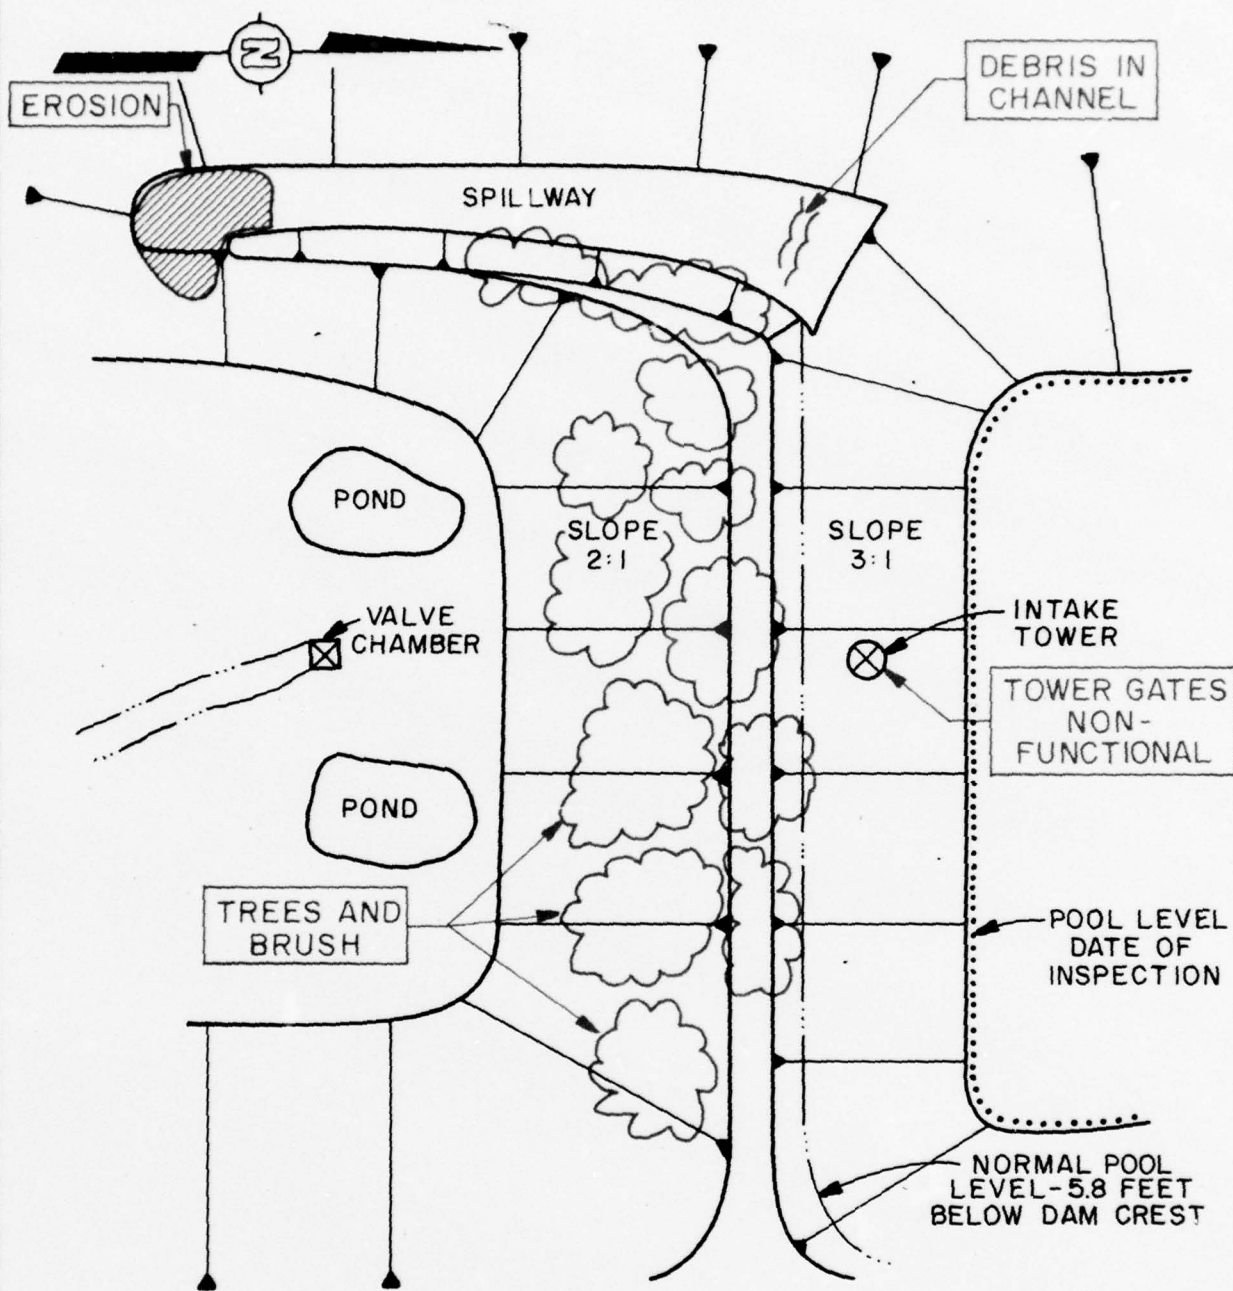 N
EROSION
DEBRIS IN
CHANNEL
SPILLWAY
POND
SLOPE
2:1
SLOPE
3:1
VALVE
CHAMBER
INTAKE
TOWER
TOWER GATES
NON-
FUNCTIONAL
POND
TREES AND
BRUSH
POOL LEVEL
DATE OF
INSPECTION
NORMAL POOL
LEVEL-5.8 FEET
BELOW DAM CREST